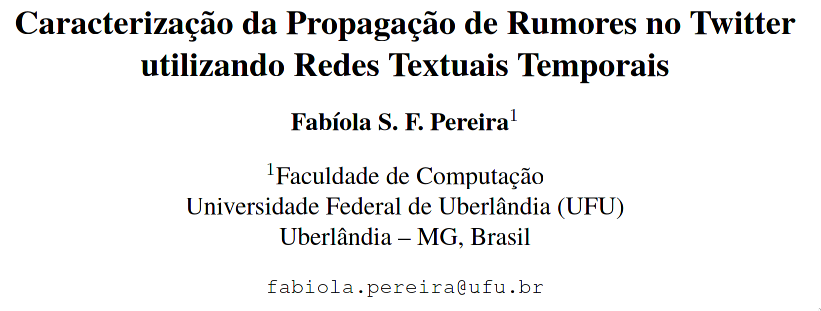 Caracterização da Propagação de Rumores no Twitter
utilizando Redes Textuais Temporais
Fabíola S. F. Pereira¹
¹Faculdade de Computação
Universidade Federal de Uberlândia (UFU)
Uberlândia – MG, Brasil
fabiola.pereira@ufu.br